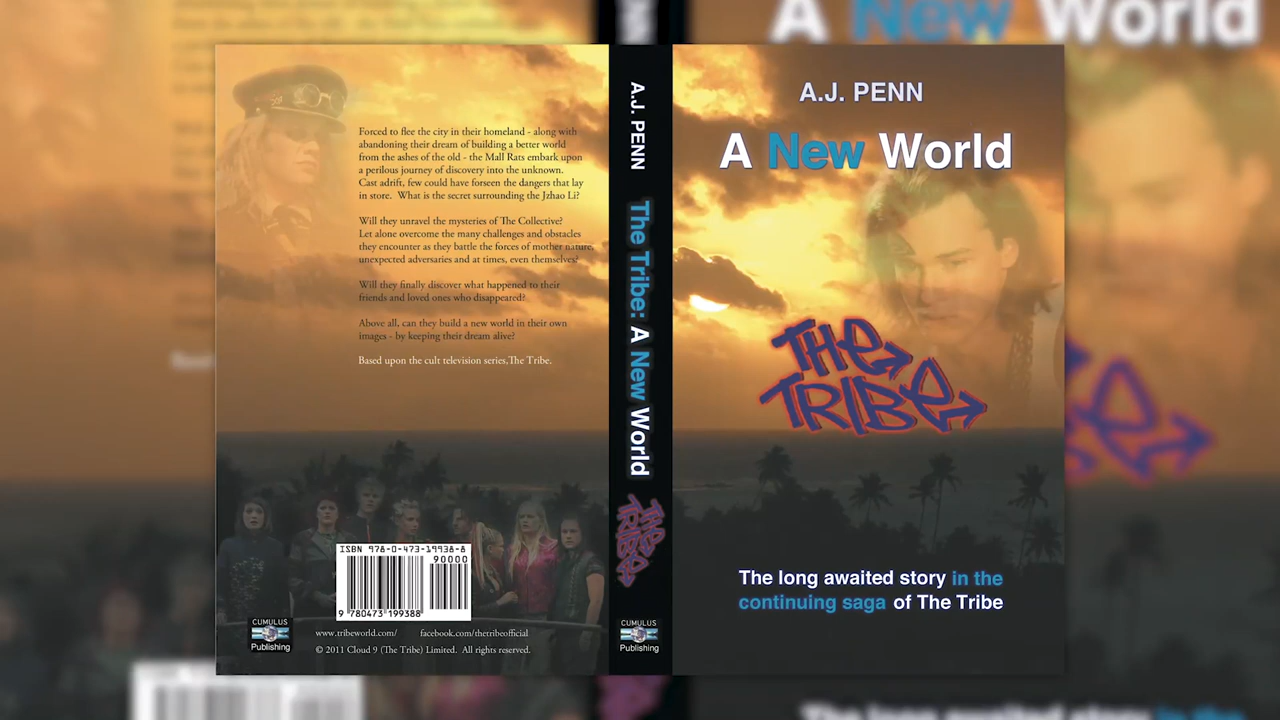 Forced to flee the city in their homeland - along with
abandoning their dream of building a better world
from the ashes of the old - the Mall Rats embark upon
a perilous journey of discovery into the unknown.
Cast adrift, few could have forseen the dangers that lay
in store.  What is the secret surrounding the Jzhao Li?
Will they unravel the mysteries of The Collective?
Let alone overcome the many challenges and obstacles
they encounter as they battle the forces of mother nature,
unexpected adversaries and at times, even themselves?
Will they finally discover what happened to their
friends and loved ones who disappeared?
Above all, can they build a new world in their own
images - by keeping their dream alive?
Based upon the cult television series,The Tribe.
ISBN 978-0-473-19938-8
90000
9 780473 199388
CUMULUS
Publishing
www.tribeworld.com/
facebook.com/thetribeofficial
© 2011 Cloud 9 (The Tribe) Limited.  All rights reserved.
A.J. PENN
The Tribe: A New World
THE
TRIBE
CUMULUS
Publishing
A.J. PENN
A New World
THE
TRIBE
The long awaited story in the
continuing saga of The Tribe
A New World
The long awaited story in the